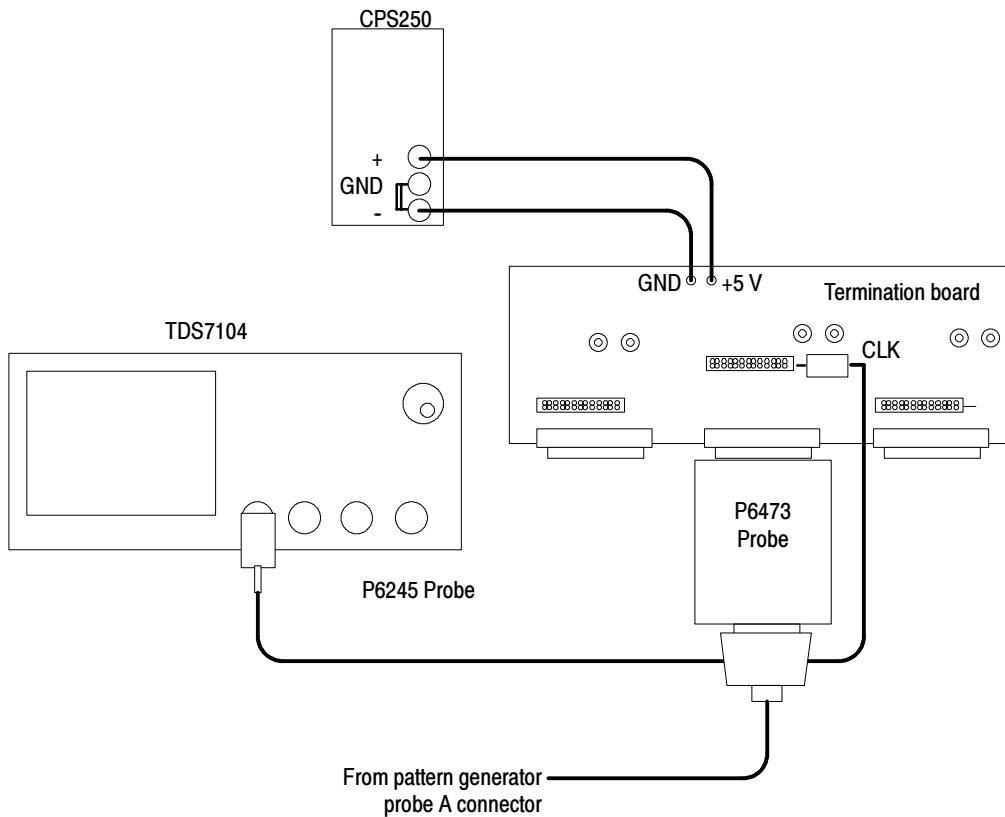 CPS250
+
GND
-
GND
+5 V
Termination board
TDS7104
CLK
P6473
Probe
P6245 Probe
From pattern generator
probe A connector